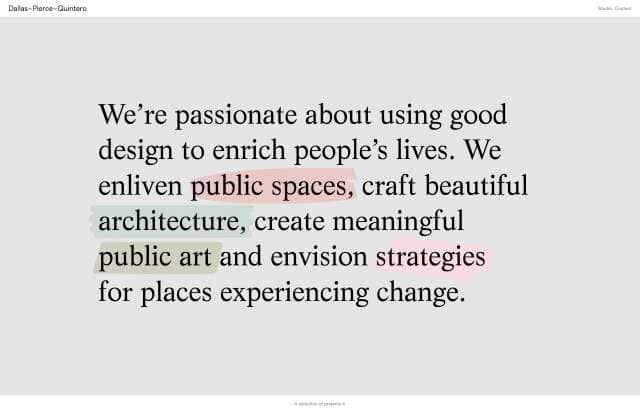 Dallas–Pierce–Quintero
Studio, Contact
We’re passionate about using good
design to enrich people’s lives. We
enliven public spaces, craft beautiful
architecture, create meaningful
public art and envision strategies
for places experiencing change.
A selection of projects ↓